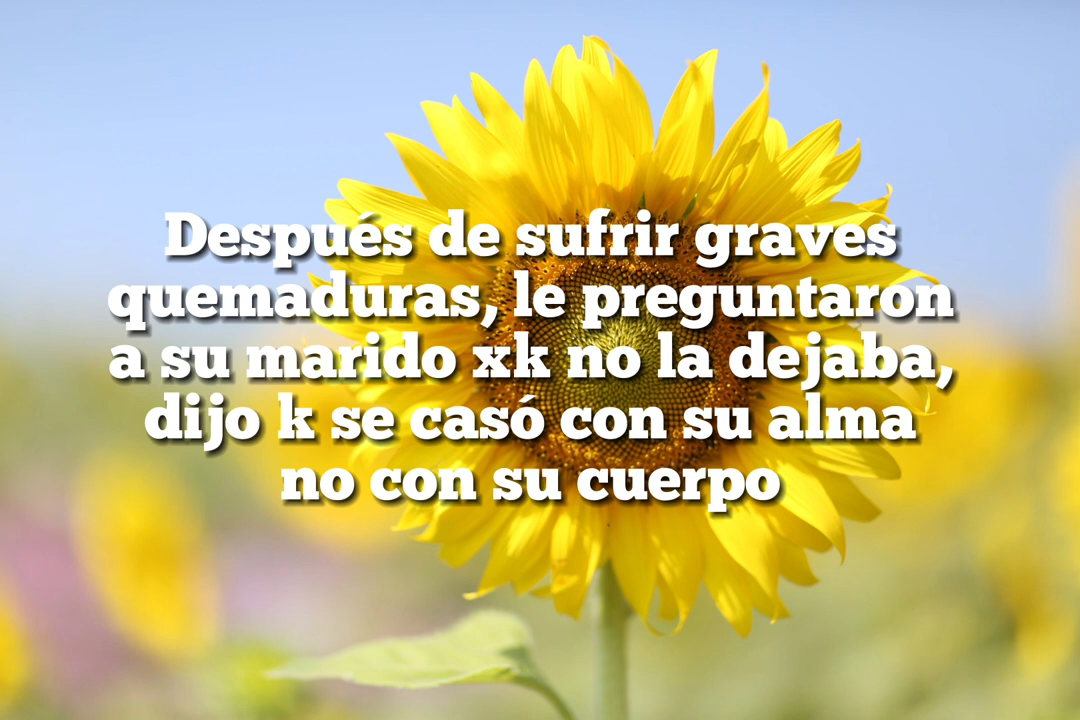 Después de sufrir graves
quemaduras, le preguntaron
a su marido xk no la dejaba,
dijo k se casó con su alma
no con su cuerpo